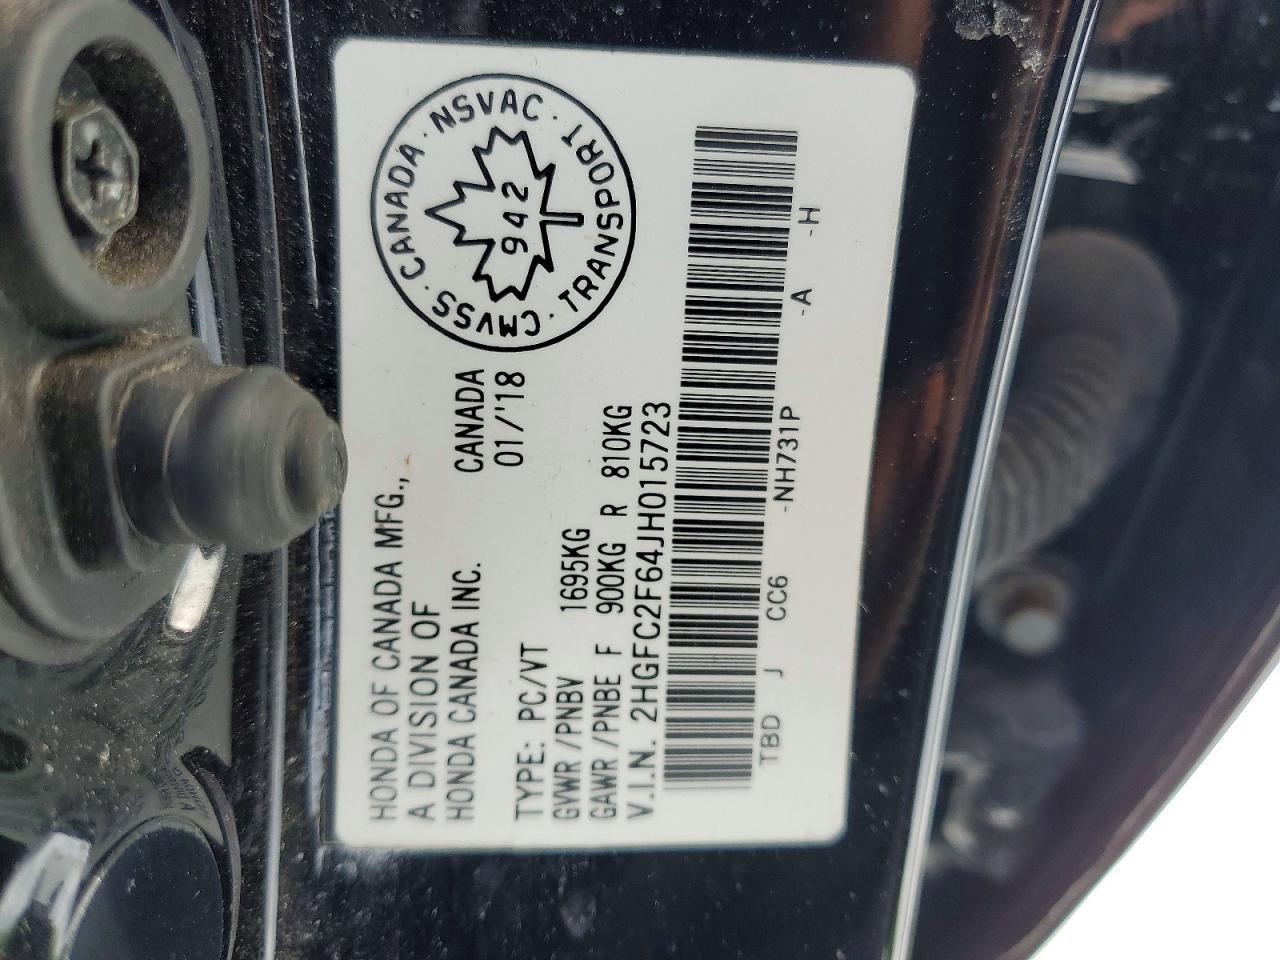 HONDA OF CANADA MFG.,
A DIVISION OF
HONDA CANADA INC. CANADA
01/'18
TYPE: PC/VT
GVWR/PNBV 1695KG
GAWR/PNBE F 900KG R 810KG
V.I.N. 2HGFC2F64JH015723
TBD J CC6 -NH731P -A -H
CMVSS · CANADA · NSVAC · TRANSPORT ·
942